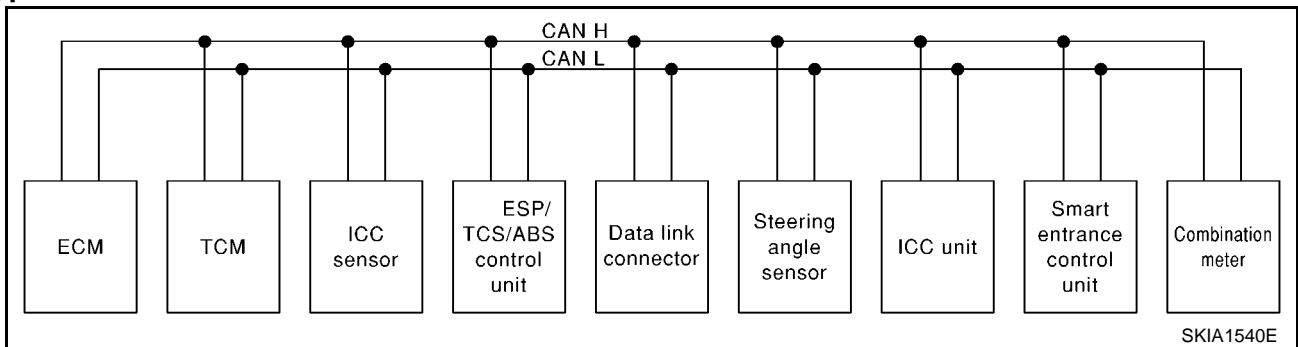 CAN H
CAN L
ECM
TCM
ICC
sensor
ESP/
TCS/ABS
control
unit
Data link
connector
Steering
angle
sensor
ICC unit
Smart
entrance
control
unit
Combination
meter
SKIA1540E